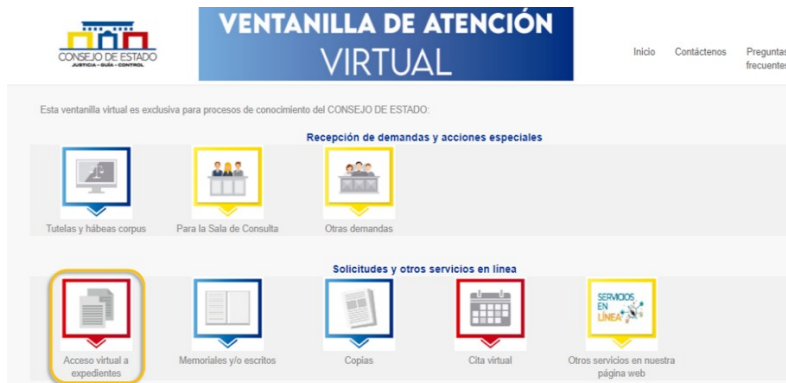 VENTANILLA DE ATENCIÓN
VIRTUAL
CONSEJO DE ESTADO
JUSTICIA - GUÍA - CONTROL
Inicio Contáctenos Preguntas frecuentes
Esta ventanilla virtual es exclusiva para procesos de conocimiento del CONSEJO DE ESTADO:
Recepción de demandas y acciones especiales
Tutelas y hábeas corpus Para la Sala de Consulta Otras demandas
Solicitudes y otros servicios en línea
SERVICIOS
EN
LÍNEA
Acceso virtual a expedientes Memoriales y/o escritos Copias Cita virtual Otros servicios en nuestra página web